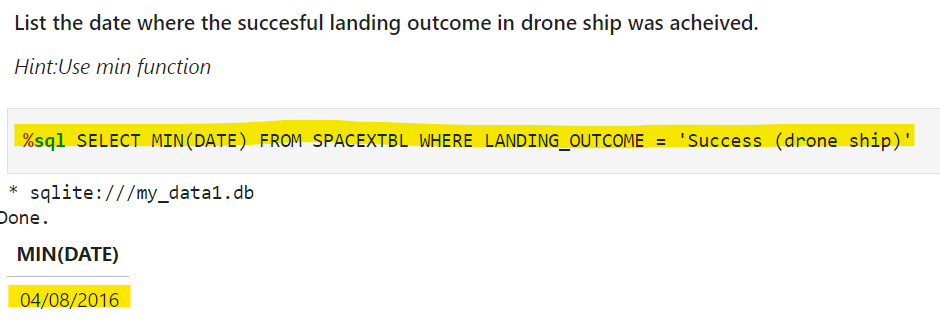 List the date where the succesful landing outcome in drone ship was acheived.
Hint:Use min function
%sql SELECT MIN(DATE) FROM SPACEXTBL WHERE LANDING_OUTCOME = 'Success (drone ship)'
* sqlite:///my_data1.db
Done.
MIN(DATE)
04/08/2016